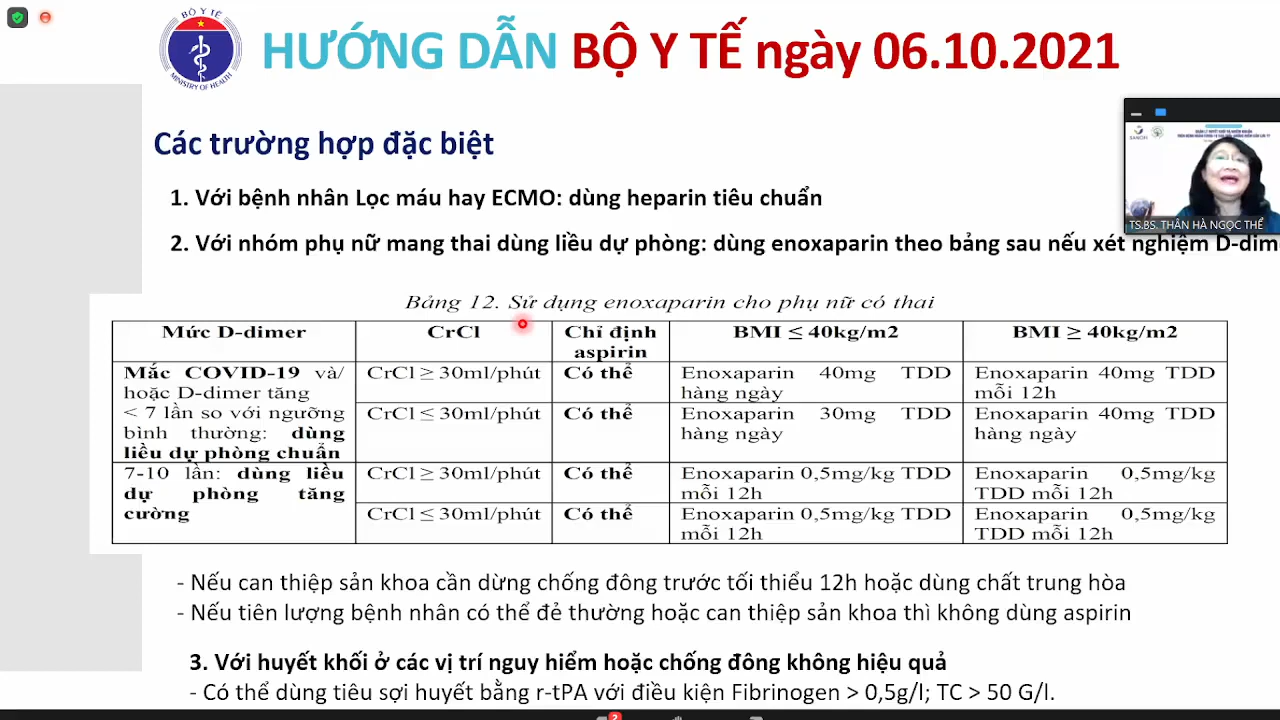 BỘ Y TẾ
MINISTRY OF HEALTH
HƯỚNG DẪN BỘ Y TẾ ngày 06.10.2021
Các trường hợp đặc biệt
SANOFI
TS.BS. THÂN HÀ NGỌC THỂ
1. Với bệnh nhân Lọc máu hay ECMO: dùng heparin tiêu chuẩn
2. Với nhóm phụ nữ mang thai dùng liều dự phòng: dùng enoxaparin theo bảng sau nếu xét nghiệm D-dim
Bảng 12. Sử dụng enoxaparin cho phụ nữ có thai
Mức D-dimer CrCl Chỉ định aspirin BMI ≤ 40kg/m2 BMI ≥ 40kg/m2
Mắc COVID-19 và/
hoặc D-dimer tăng
< 7 lần so với ngưỡng
bình thường: dùng
liều dự phòng chuẩn
CrCl ≥ 30ml/phút Có thể Enoxaparin 40mg TDD hàng ngày Enoxaparin 40mg TDD mỗi 12h
CrCl ≤ 30ml/phút Có thể Enoxaparin 30mg TDD hàng ngày Enoxaparin 40mg TDD hàng ngày
7-10 lần: dùng liều
dự phòng tăng
cường
CrCl ≥ 30ml/phút Có thể Enoxaparin 0,5mg/kg TDD mỗi 12h Enoxaparin 0,5mg/kg TDD mỗi 12h
CrCl ≤ 30ml/phút Có thể Enoxaparin 0,5mg/kg TDD mỗi 12h Enoxaparin 0,5mg/kg TDD mỗi 12h
- Nếu can thiệp sản khoa cần dừng chống đông trước tối thiểu 12h hoặc dùng chất trung hòa
- Nếu tiên lượng bệnh nhân có thể đẻ thường hoặc can thiệp sản khoa thì không dùng aspirin
3. Với huyết khối ở các vị trí nguy hiểm hoặc chống đông không hiệu quả
- Có thể dùng tiêu sợi huyết bằng r-tPA với điều kiện Fibrinogen > 0,5g/l; TC > 50 G/l.
2